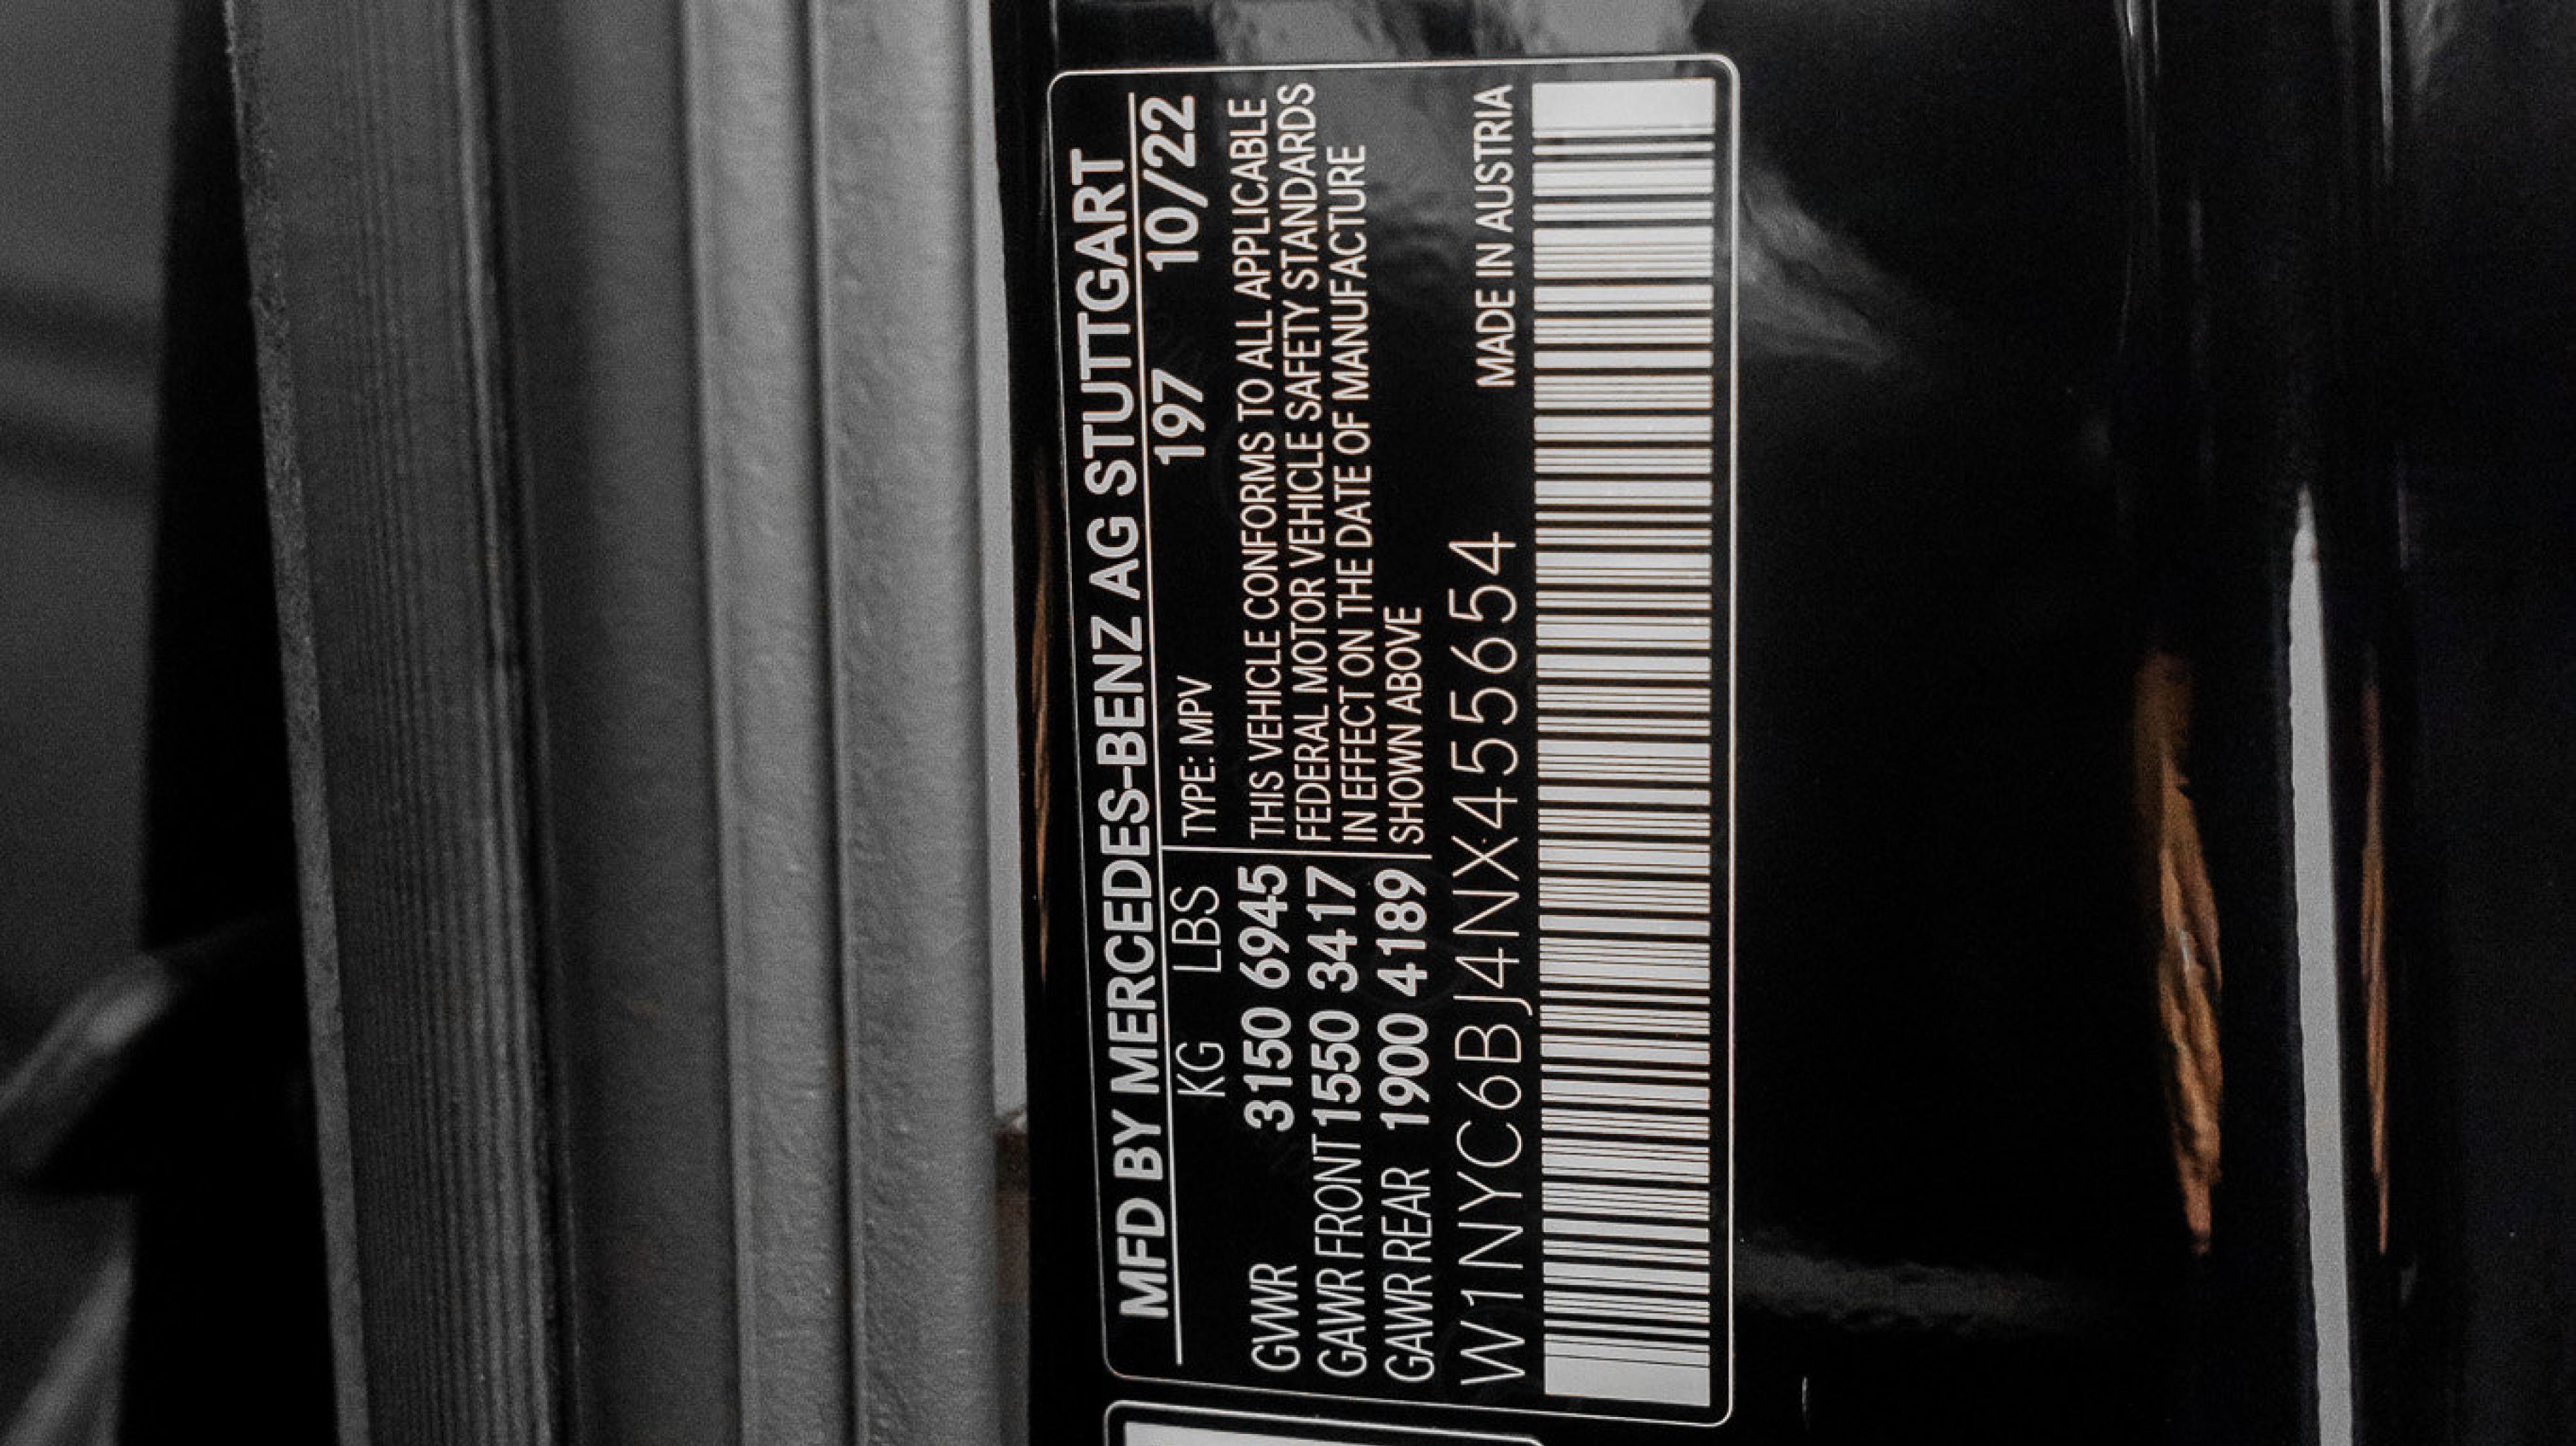 MFD BY MERCEDES-BENZ AG STUTTGART
KG LBS TYPE: MPV 197 10/22
GWWR 3150 6945 THIS VEHICLE CONFORMS TO ALL APPLICABLE
GAWR FRONT 1550 3417 FEDERAL MOTOR VEHICLE SAFETY STANDARDS
GAWR REAR 1900 4189 IN EFFECT ON THE DATE OF MANUFACTURE
SHOWN ABOVE
W1NYC6BJ4NX455654 MADE IN AUSTRIA